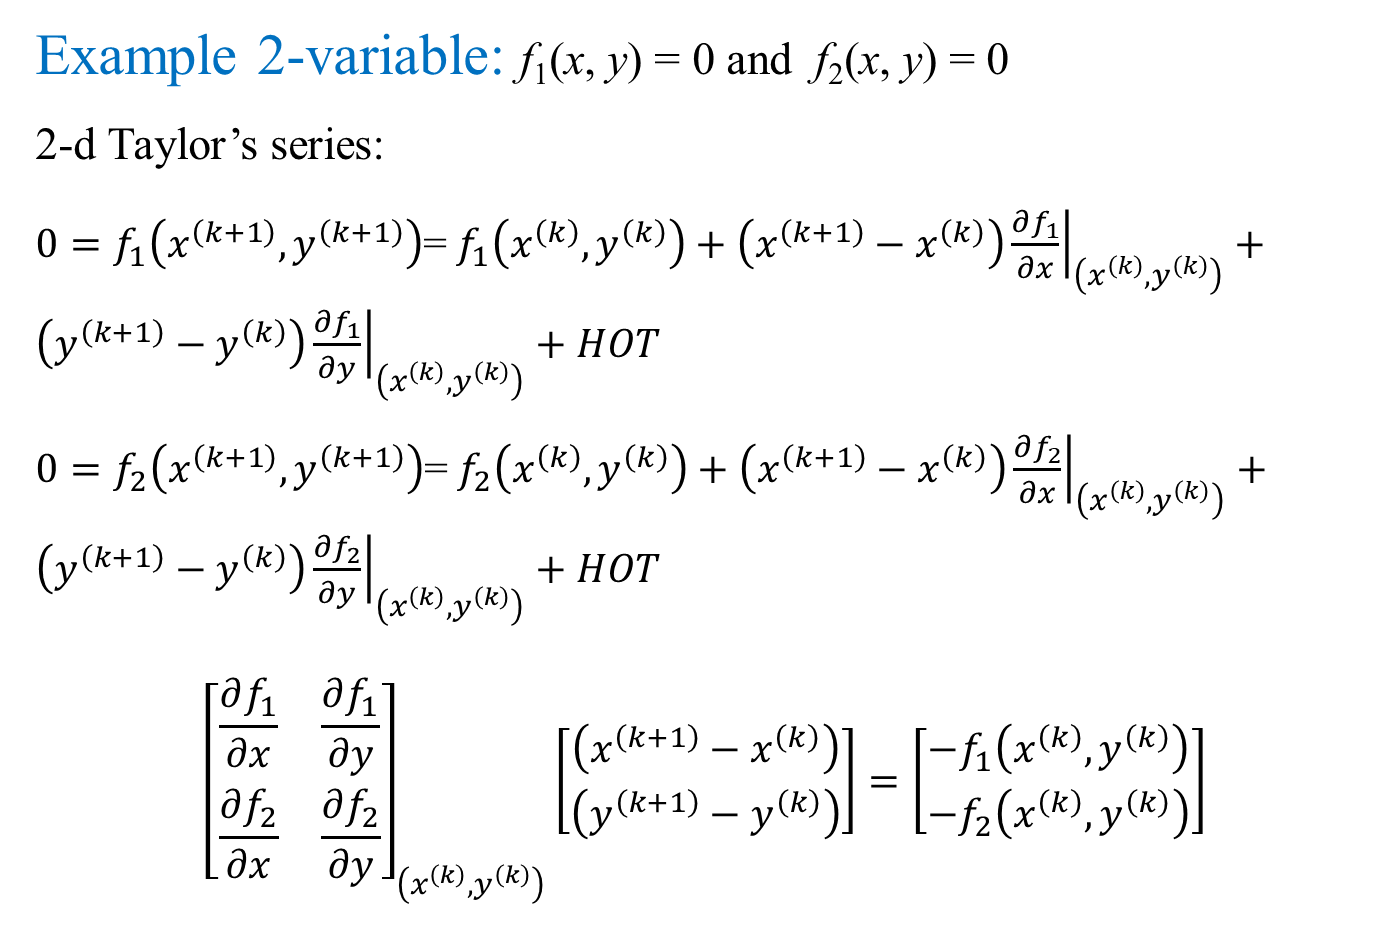 Example 2-variable: f₁(x, y) = 0 and f₂(x, y) = 0
2-d Taylor’s series:
0 = f₁(x^(k+1), y^(k+1)) = f₁(x^(k), y^(k)) + (x^(k+1) − x^(k)) ∂f₁/∂x |_(x^(k), y^(k)) +
(y^(k+1) − y^(k)) ∂f₁/∂y |_(x^(k), y^(k)) + HOT
0 = f₂(x^(k+1), y^(k+1)) = f₂(x^(k), y^(k)) + (x^(k+1) − x^(k)) ∂f₂/∂x |_(x^(k), y^(k)) +
(y^(k+1) − y^(k)) ∂f₂/∂y |_(x^(k), y^(k)) + HOT
[∂f₁/∂x ∂f₁/∂y; ∂f₂/∂x ∂f₂/∂y]_(x^(k), y^(k)) [(x^(k+1) − x^(k)); (y^(k+1) − y^(k))] = [−f₁(x^(k), y^(k)); −f₂(x^(k), y^(k))]